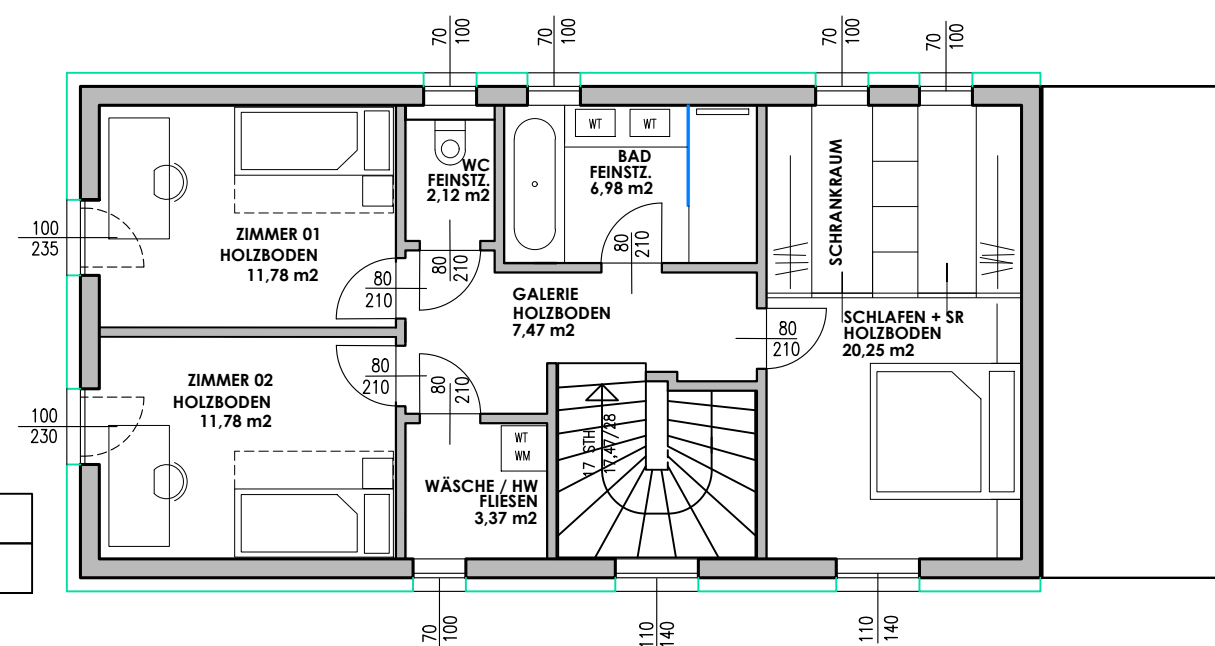 70
100
70
100
70
100
70
100
WT
WT
WC
FEINSTZ.
2,12 m2
BAD
FEINSTZ.
6,98 m2
SCHRANKRAUM
100
235
ZIMMER 01
HOLZBODEN
11,78 m2
80
210
80
210
80
210
GALERIE
HOLZBODEN
7,47 m2
80
210
SCHLAFEN + SR
HOLZBODEN
20,25 m2
ZIMMER 02
HOLZBODEN
11,78 m2
80
210
80
210
100
230
17 STH
17,47/28
WT
WM
WÄSCHE / HW
FLIESEN
3,37 m2
70
100
110
140
110
140